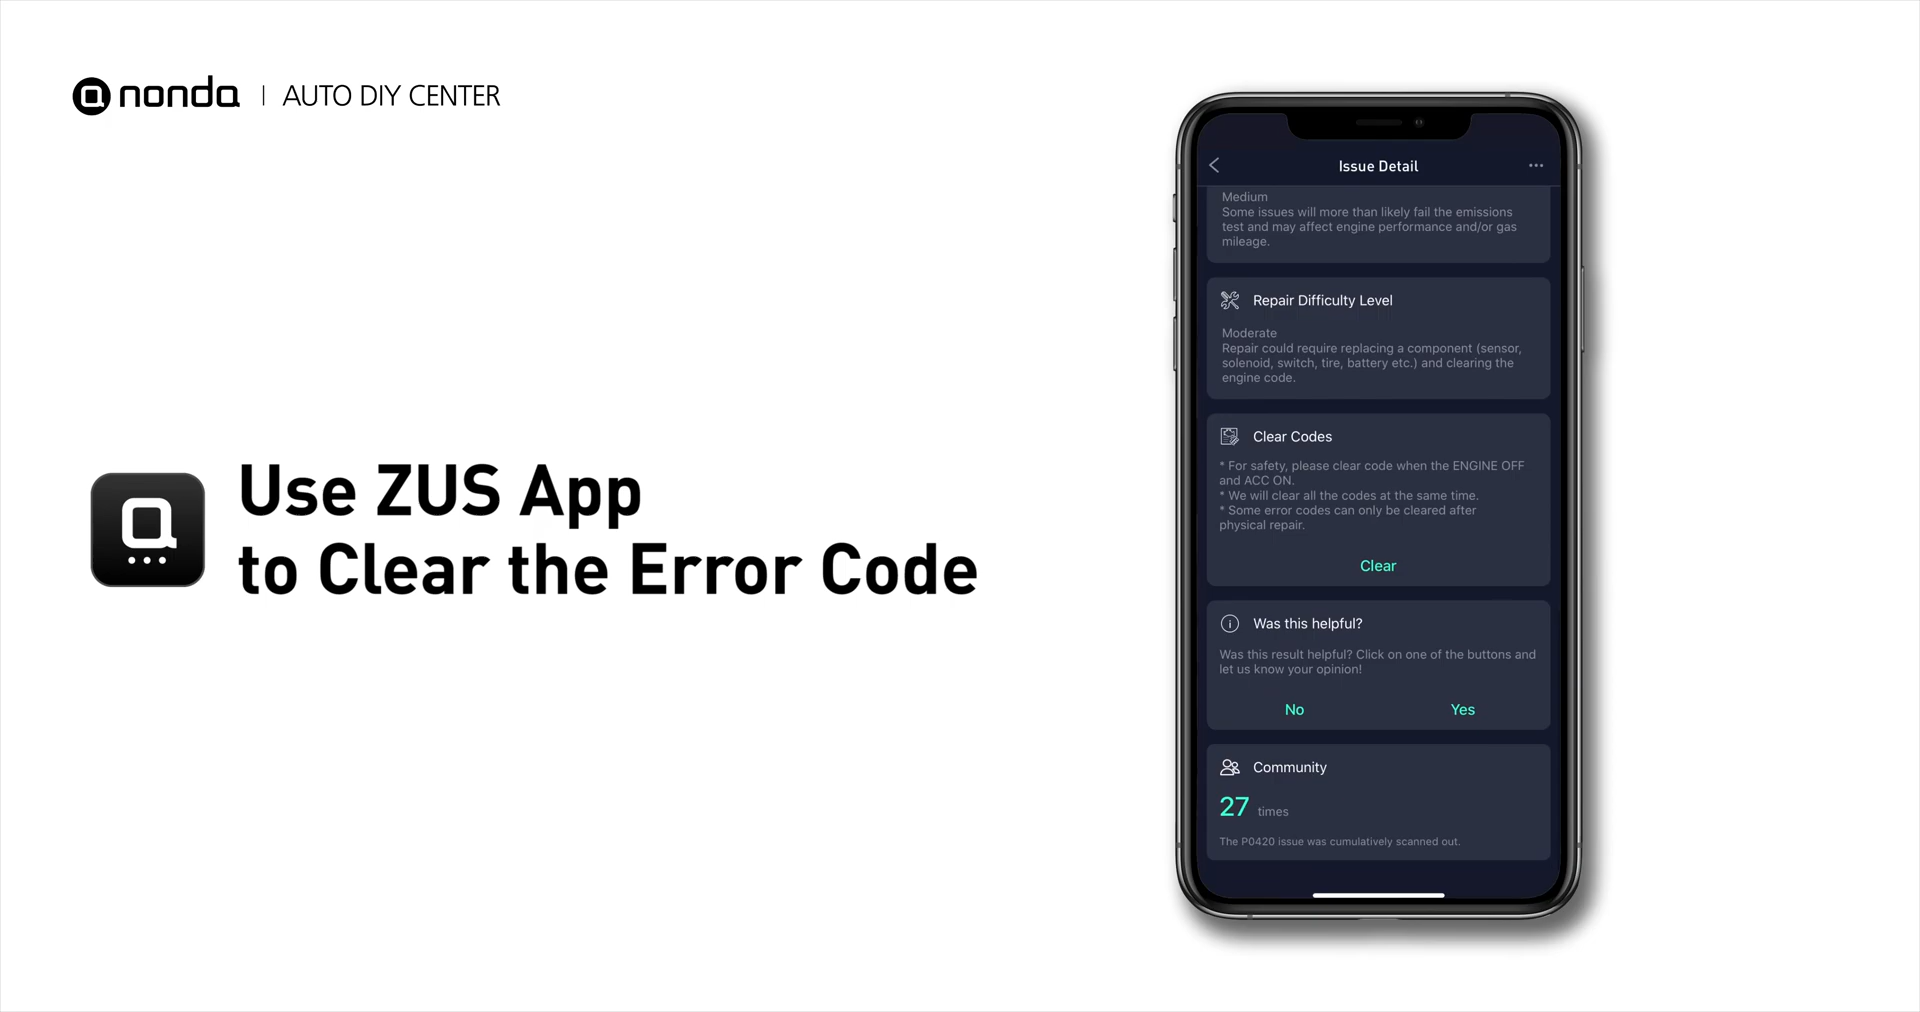 nonda | AUTO DIY CENTER
Use ZUS App
to Clear the Error Code
Issue Detail
Medium
Some issues will more than likely fail the emissions
test and may affect engine performance and/or gas
mileage.
Repair Difficulty Level
Moderate
Repair could require replacing a component (sensor,
solenoid, switch, tire, battery etc.) and clearing the
engine code.
Clear Codes
* For safety, please clear code when the ENGINE OFF
and ACC ON.
* We will clear all the codes at the same time.
* Some error codes can only be cleared after
physical repair.
Clear
Was this helpful?
Was this result helpful? Click on one of the buttons and
let us know your opinion!
No Yes
Community
27 times
The P0420 issue was cumulatively scanned out.